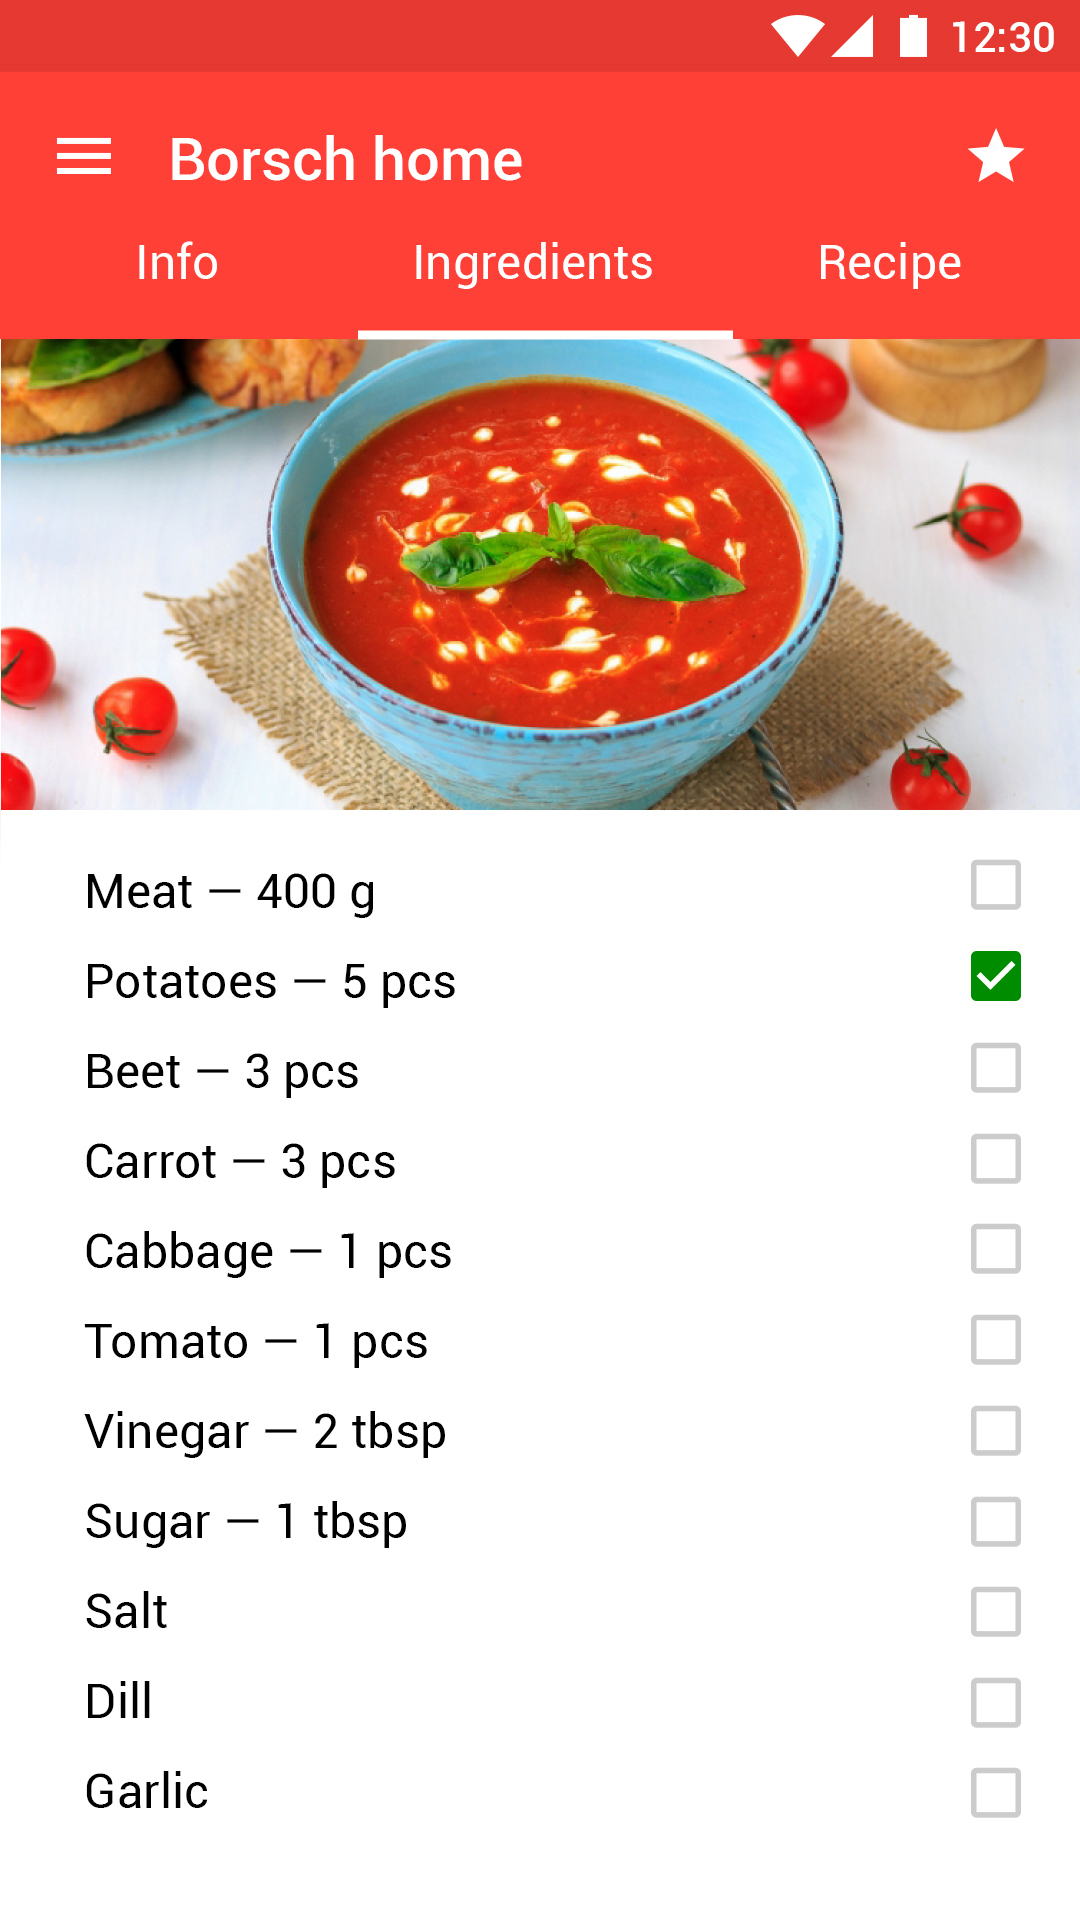 12:30
Borsch home
Info Ingredients Recipe
Meat — 400 g
Potatoes — 5 pcs
Beet — 3 pcs
Carrot — 3 pcs
Cabbage — 1 pcs
Tomato — 1 pcs
Vinegar — 2 tbsp
Sugar — 1 tbsp
Salt
Dill
Garlic